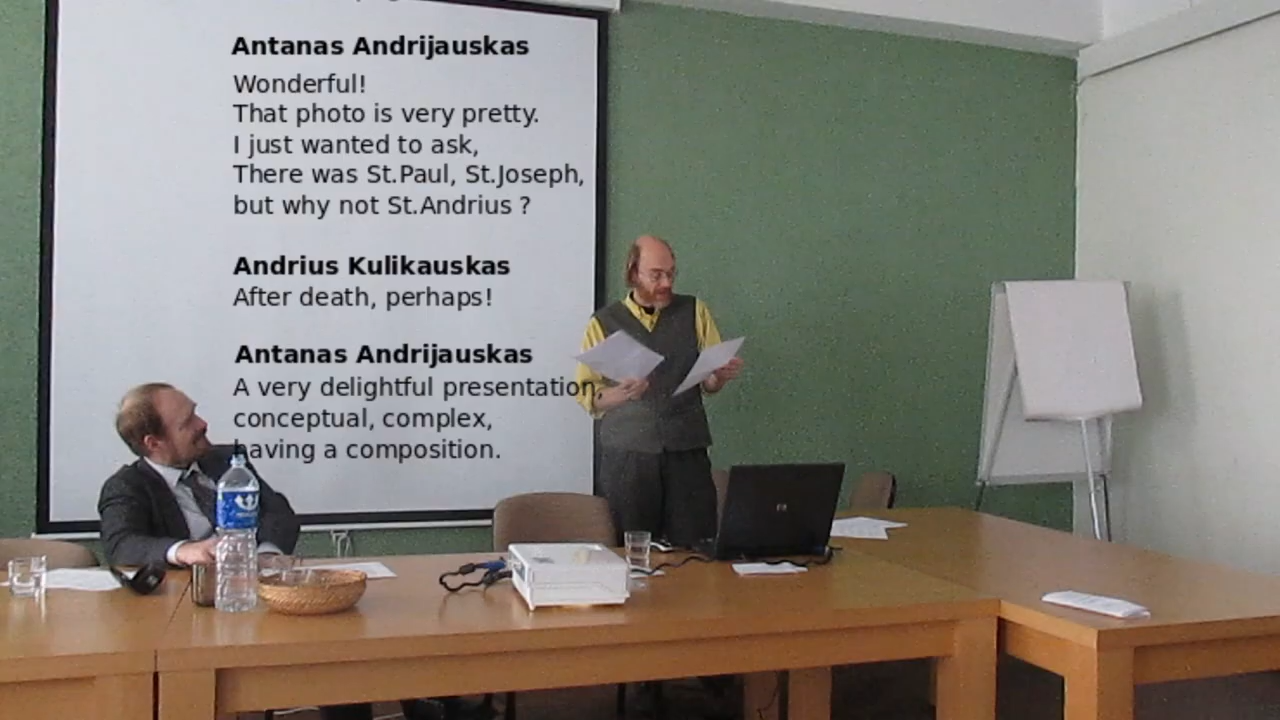 Antanas Andrijauskas
Wonderful!
That photo is very pretty.
I just wanted to ask,
There was St.Paul, St.Joseph,
but why not St.Andrius ?
Andrius Kulikauskas
After death, perhaps!
Antanas Andrijauskas
A very delightful presentation,
conceptual, complex,
having a composition.